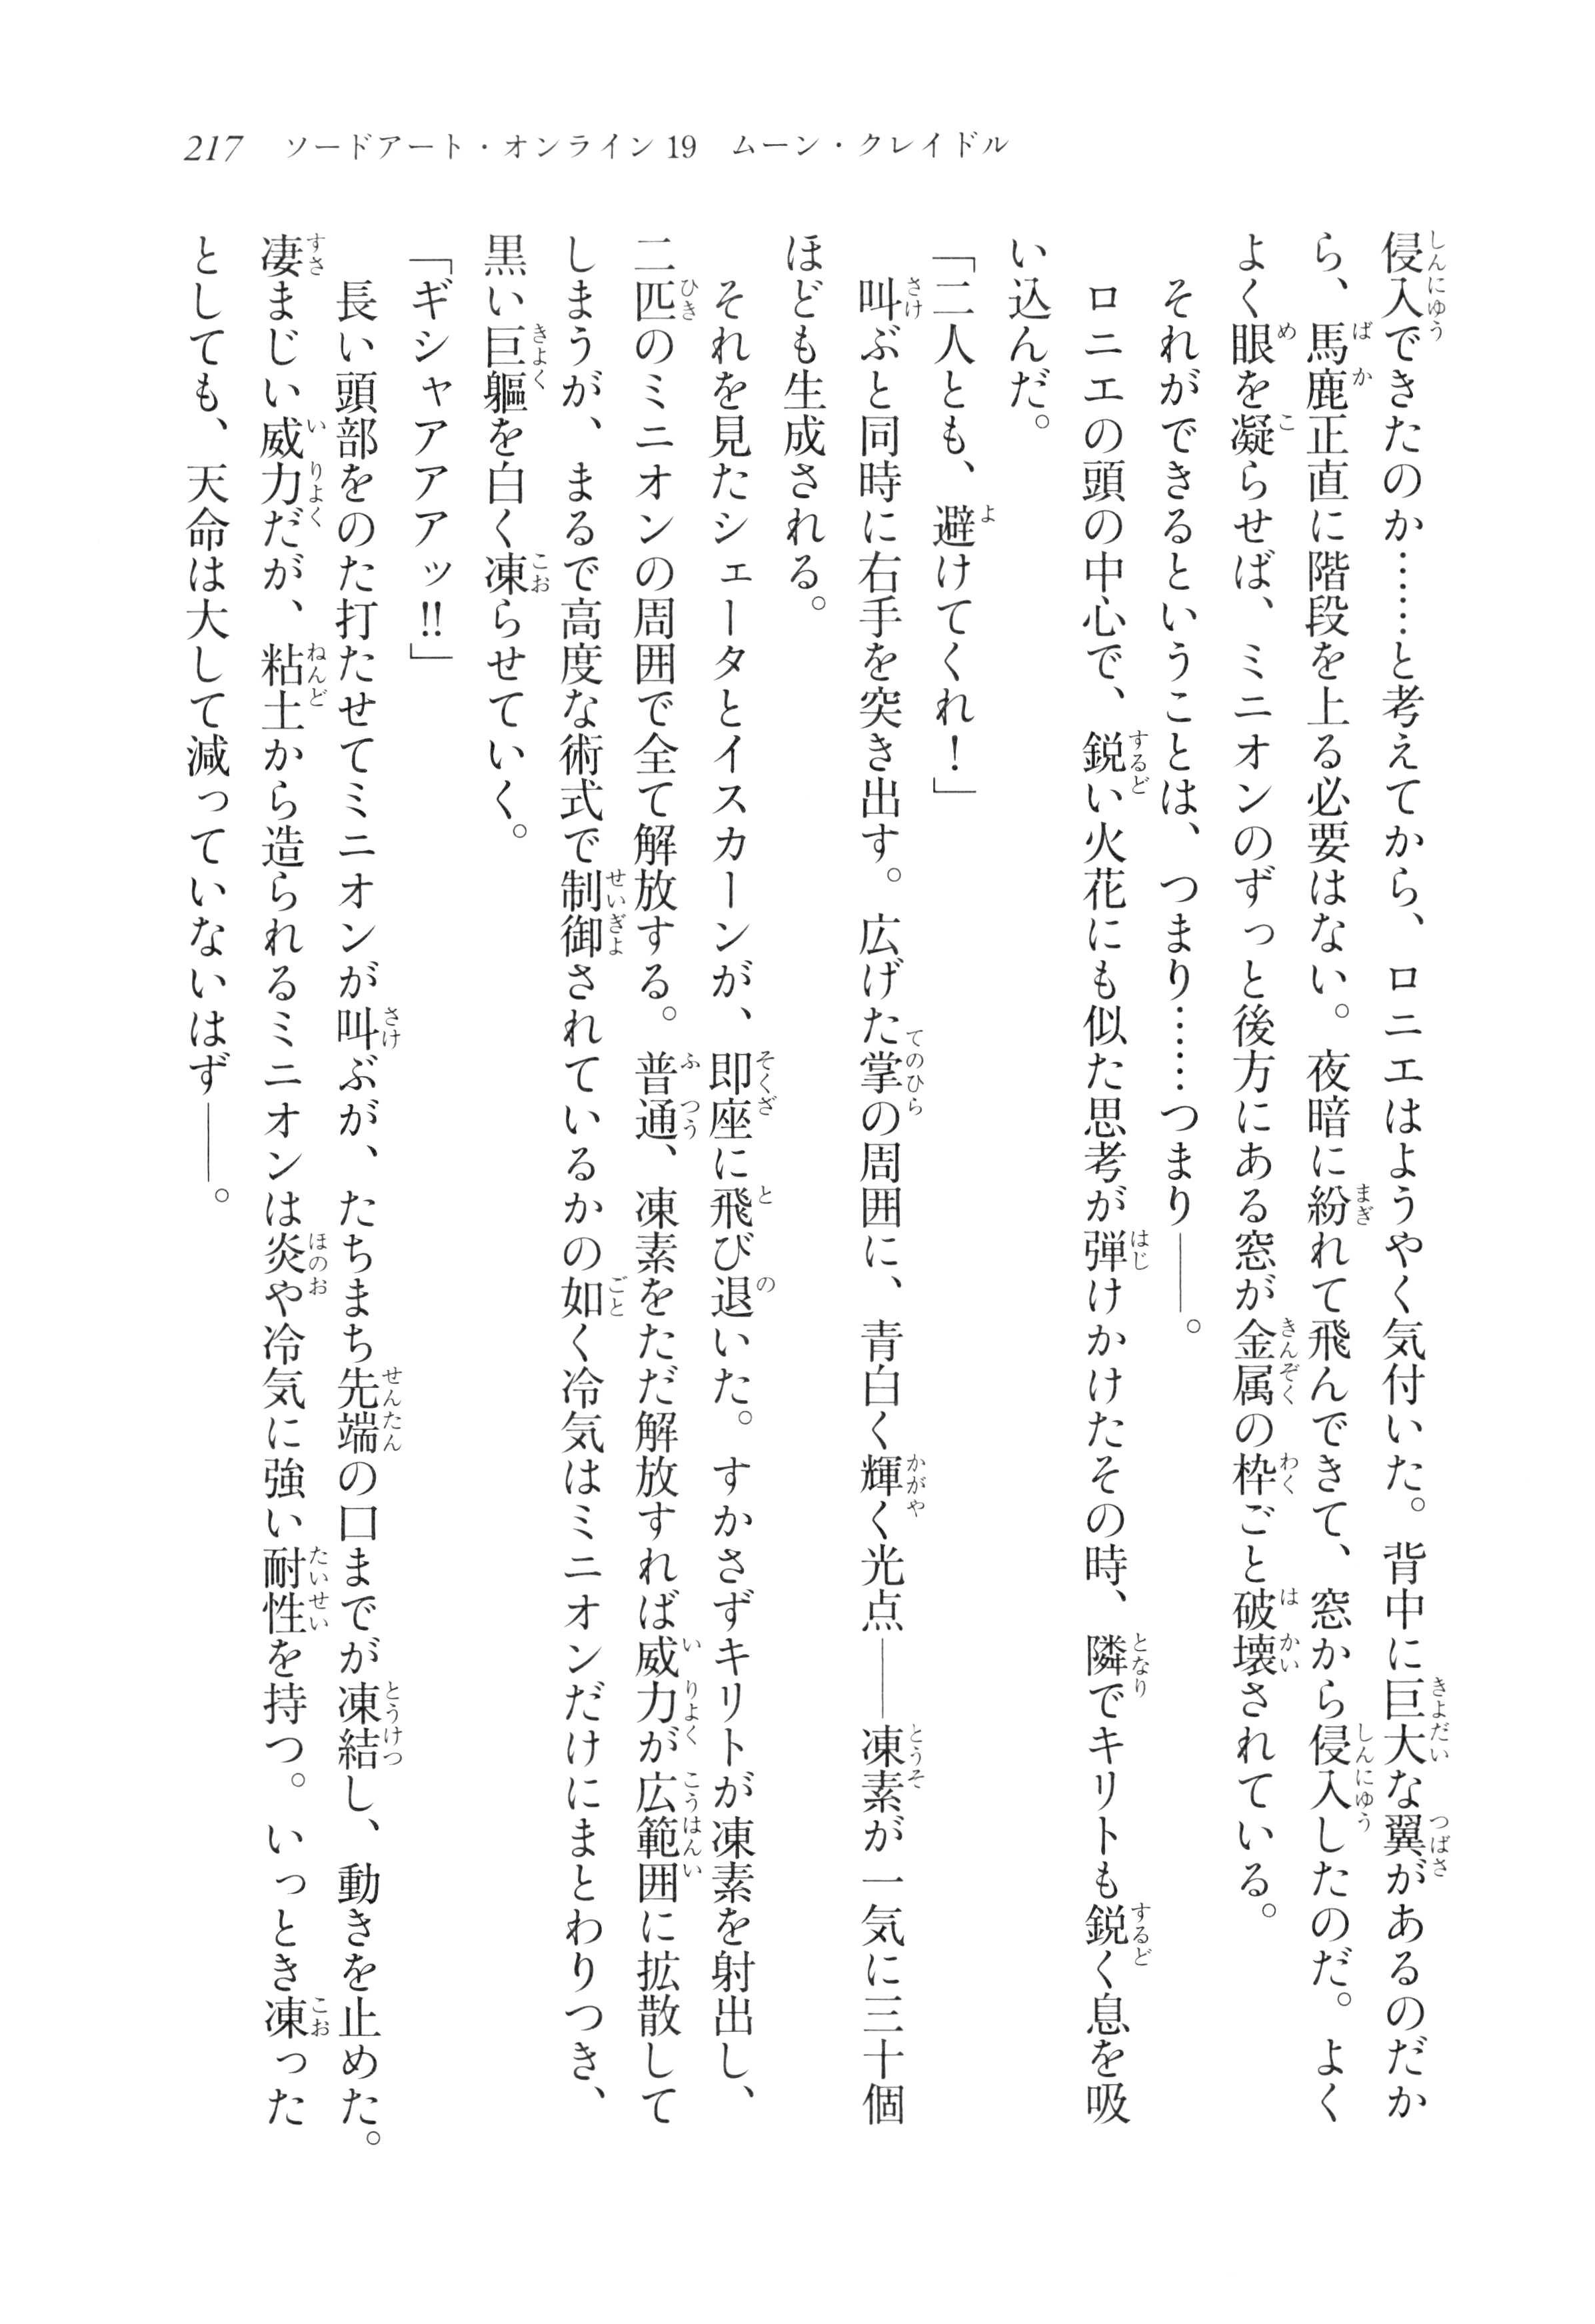 217 ソードアート・オンライン19 ムーン・クレイドル
侵入できたのか……と考えてから、ロニエはようやく気付いた。背中に巨大な翼があるのだか
ら、馬鹿正直に階段を上る必要はない。夜暗に紛れて飛んできて、窓から侵入したのだ。よく
よく眼を凝らせば、ミニオンのずっと後方にある窓が金属の枠ごと破壊されている。
それができるということは、つまり……つまり――。
ロニエの頭の中心で、鋭い火花にも似た思考が弾けかけたその時、隣でキリトも鋭く息を吸
い込んだ。
「二人とも、避けてくれ！」
叫ぶと同時に右手を突き出す。広げた掌の周囲に、青白く輝く光点――凍素が一気に三十個
ほども生成される。
それを見たシェータとイスカーンが、即座に飛び退いた。すかさずキリトが凍素を射出し、
二匹のミニオンの周囲で全て解放する。普通、凍素をただ解放すれば威力が広範囲に拡散して
しまうが、まるで高度な術式で制御されているかの如く冷気はミニオンだけにまとわりつき、
黒い巨軀を白く凍らせていく。
「ギシャアアアッ‼」
長い頭部をのた打たせてミニオンが叫ぶが、たちまち先端の口までが凍結し、動きを止めた。
凄まじい威力だが、粘土から造られるミニオンは炎や冷気に強い耐性を持つ。いっとき凍った
としても、天命は大して減っていないはず――。